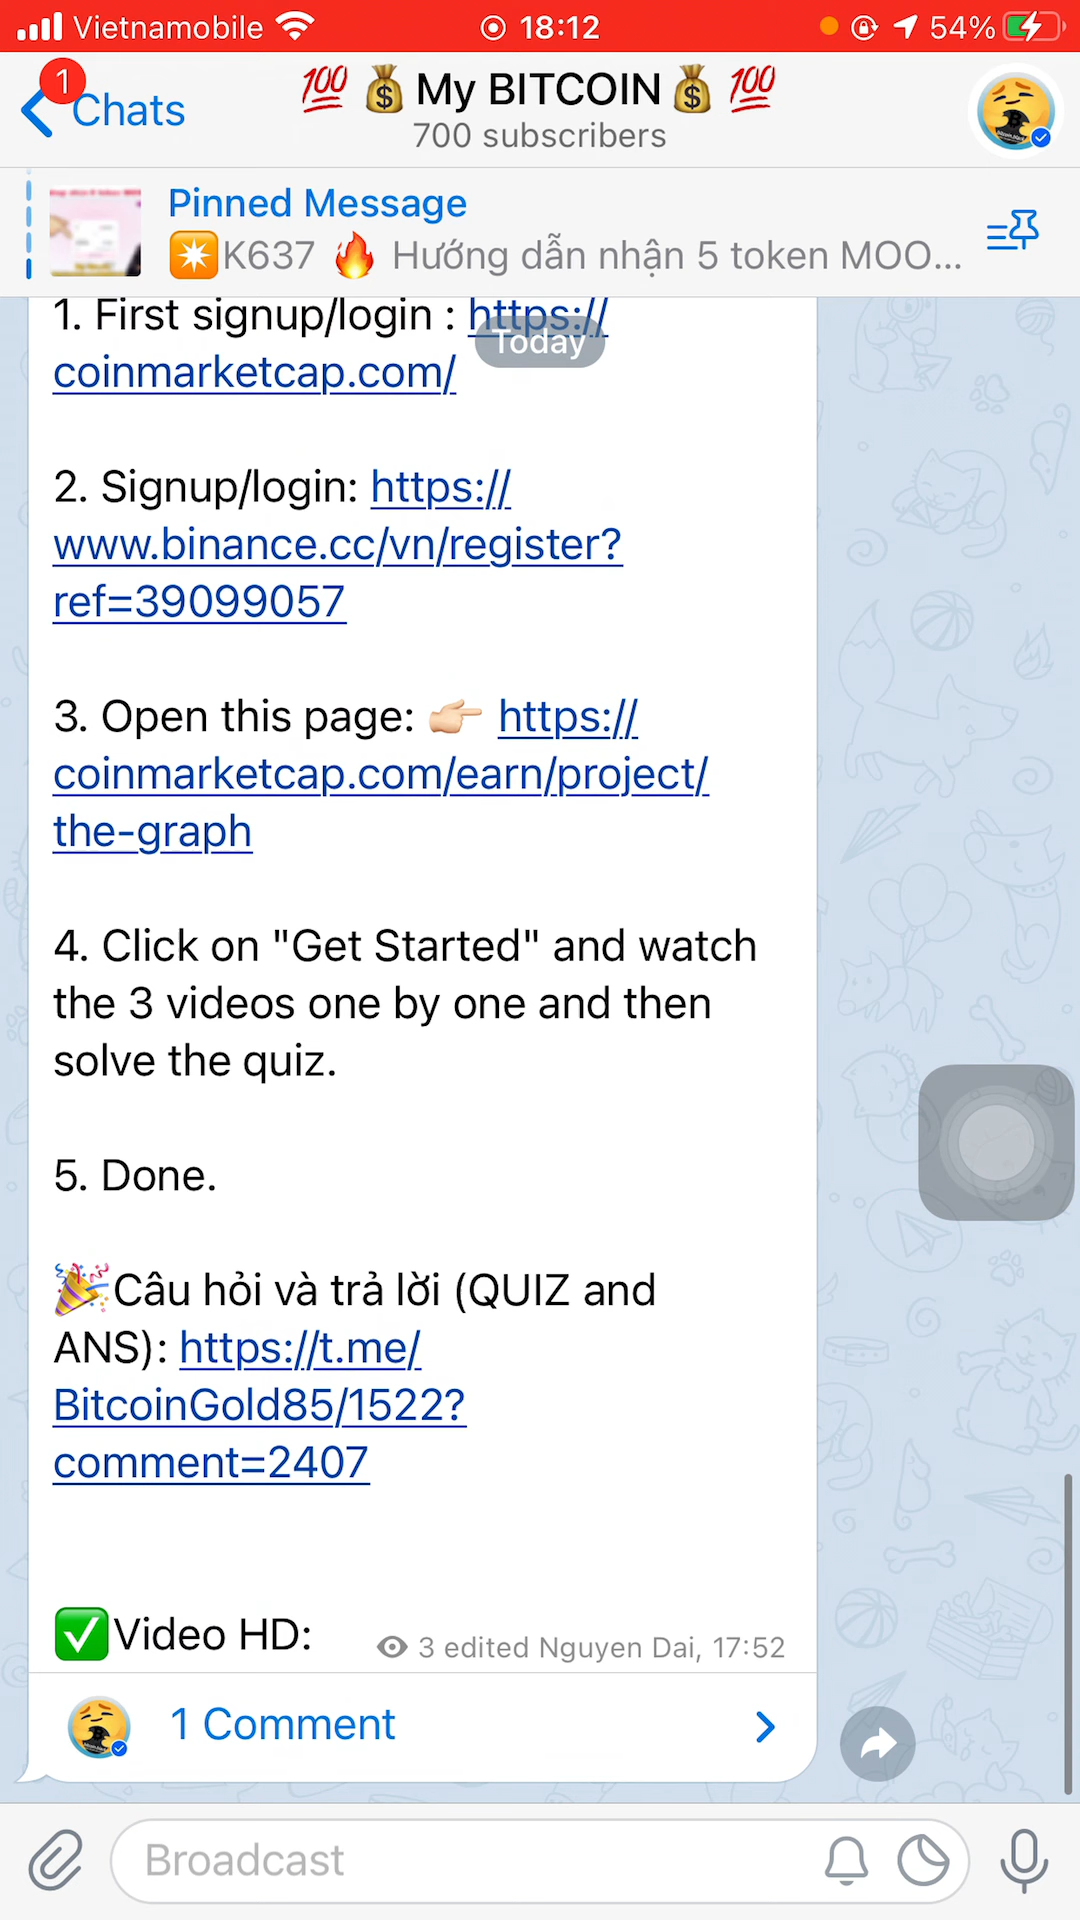 Vietnamobile 18:12 54%
1
Chats
💯 💰 My BITCOIN 💰 💯
700 subscribers
Pinned Message
K637 🔥 Hướng dẫn nhận 5 token MOO...
1. First signup/login : https://
Today
coinmarketcap.com/
2. Signup/login: https://
www.binance.cc/vn/register?
ref=39099057
3. Open this page: 👉🏻 https://
coinmarketcap.com/earn/project/
the-graph
4. Click on "Get Started" and watch
the 3 videos one by one and then
solve the quiz.
5. Done.
🎉Câu hỏi và trả lời (QUIZ and
ANS): https://t.me/
BitcoinGold85/1522?
comment=2407
✅Video HD:
3 edited Nguyen Dai, 17:52
1 Comment
Broadcast